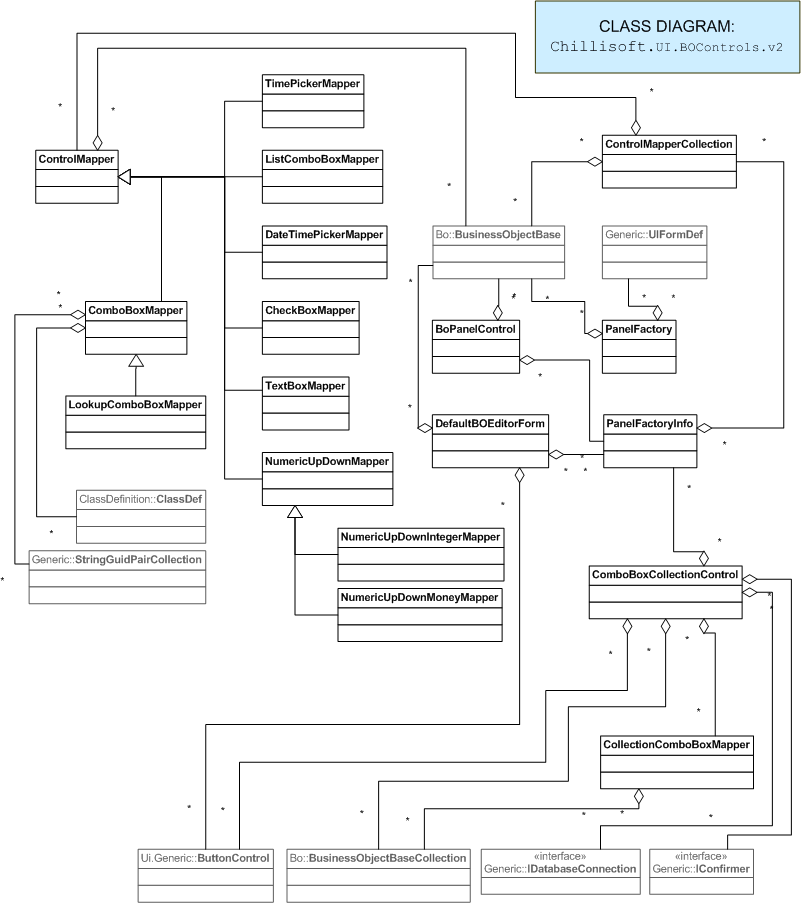 CLASS DIAGRAM:
Chillisoft.UI.BOControls.v2
TimePickerMapper
ControlMapper
ListComboBoxMapper
ControlMapperCollection
DateTimePickerMapper
Bo::BusinessObjectBase
Generic::UIFormDef
ComboBoxMapper
CheckBoxMapper
BoPanelControl
PanelFactory
LookupComboBoxMapper
TextBoxMapper
DefaultBOEditorForm
PanelFactoryInfo
NumericUpDownMapper
ClassDefinition::ClassDef
NumericUpDownIntegerMapper
Generic::StringGuidPairCollection
ComboBoxCollectionControl
NumericUpDownMoneyMapper
CollectionComboBoxMapper
Ui.Generic::ButtonControl
Bo::BusinessObjectBaseCollection
«interface»
Generic::IDatabaseConnection
«interface»
Generic::IConfirmer